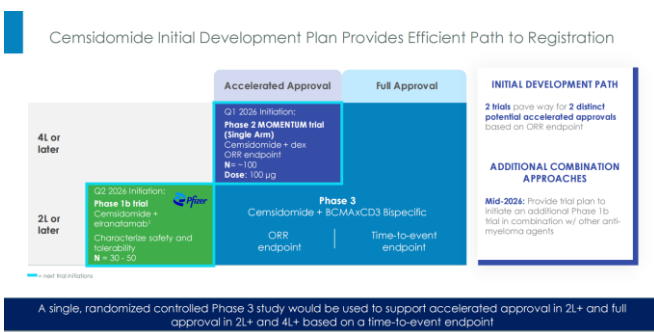 Cemsidomide Initial Development Plan Provides Efficient Path to Registration
Accelerated Approval
Full Approval
4L or
later
Q1 2026 Initiation:
Phase 2 MOMENTUM trial
(Single Arm)
Cemsidomide + dex
ORR endpoint
N= ~100
Dose: 100 µg
2L or
later
Q2 2026 Initiation:
Phase 1b trial
Cemsidomide +
elranatamab¹
Characterize safety and
tolerability
N = 30 - 50
Pfizer
Phase 3
Cemsidomide + BCMAxCD3 Bispecific
ORR
endpoint
Time-to-event
endpoint
= next trial initiations
INITIAL DEVELOPMENT PATH
2 trials pave way for 2 distinct
potential accelerated approvals
based on ORR endpoint
ADDITIONAL COMBINATION
APPROACHES
Mid-2026: Provide trial plan to
initiate an additional Phase 1b
trial in combination w/ other anti-
myeloma agents
A single, randomized controlled Phase 3 study would be used to support accelerated approval in 2L+ and full
approval in 2L+ and 4L+ based on a time-to-event endpoint